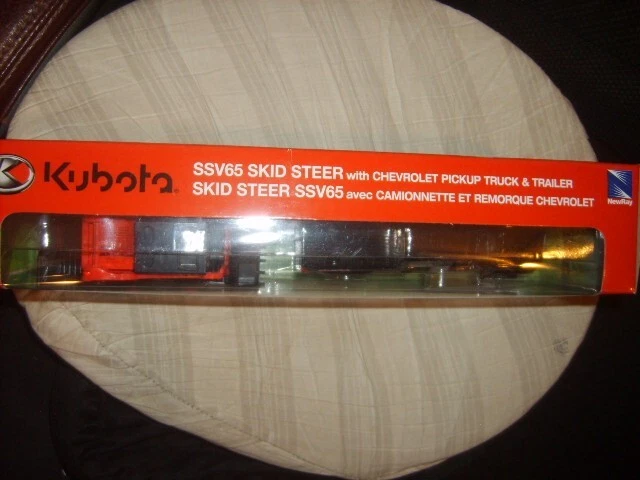 Kubota. SSV65 SKID STEER with CHEVROLET PICKUP TRUCK & TRAILER
SKID STEER SSV65 avec CAMIONNETTE ET REMORQUE CHEVROLET
NewRay